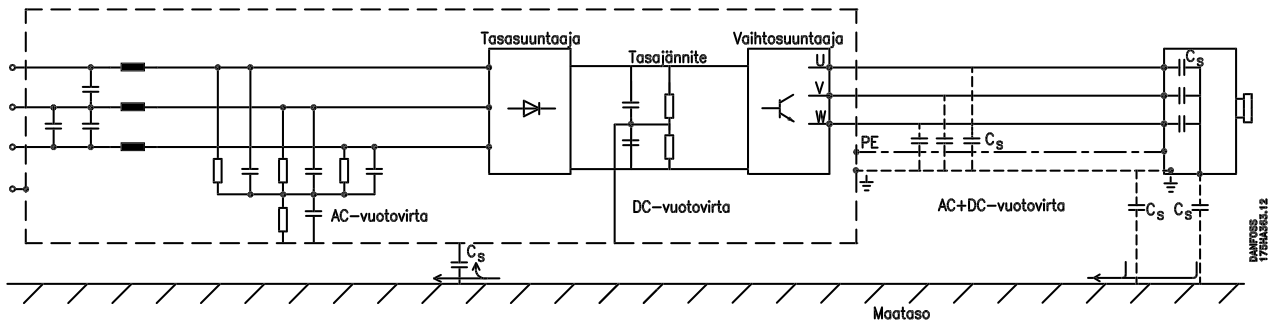 Tasasuuntaaja
Tasajännite
Vaihtosuuntaaja
U
V
W
PE
Cs
Cs
AC-vuotovirta
DC-vuotovirta
AC+DC-vuotovirta
Cs
Cs
Cs
DANFOSS
175HA363.12
Maataso